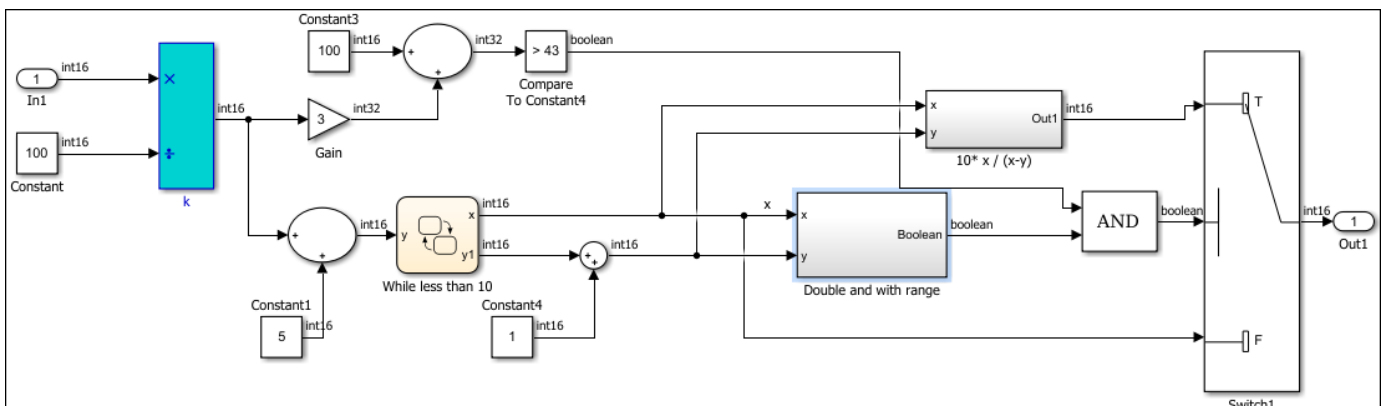 Constant3
100
int16
+
+
int32
> 43
boolean
Compare
To Constant4
1
In1
int16
×
100
Constant
int16
÷
k
int16
3
Gain
int32
x
y
Out1
int16
10* x / (x-y)
T
+
+
int16
Constant1
5
int16
y
x
y1
While less than 10
int16
int16
+
+
int16
Constant4
1
int16
x
x
y
Boolean
boolean
Double and with range
AND
boolean
F
Switch1
int16
1
Out1